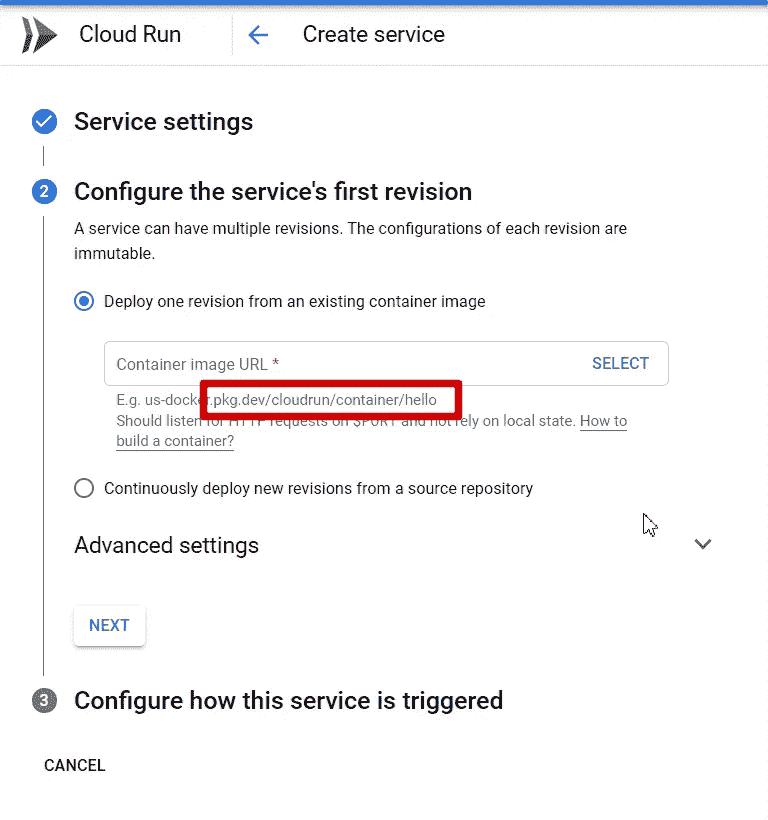 Cloud Run
Create service
Service settings
2
Configure the service's first revision
A service can have multiple revisions. The configurations of each revision are
immutable.
Deploy one revision from an existing container image
Container image URL *
SELECT
E.g. us-docker.pkg.dev/cloudrun/container/hello
Should listen for HTTP requests on $PORT and not rely on local state. How to
build a container?
Continuously deploy new revisions from a source repository
Advanced settings
NEXT
3
Configure how this service is triggered
CANCEL